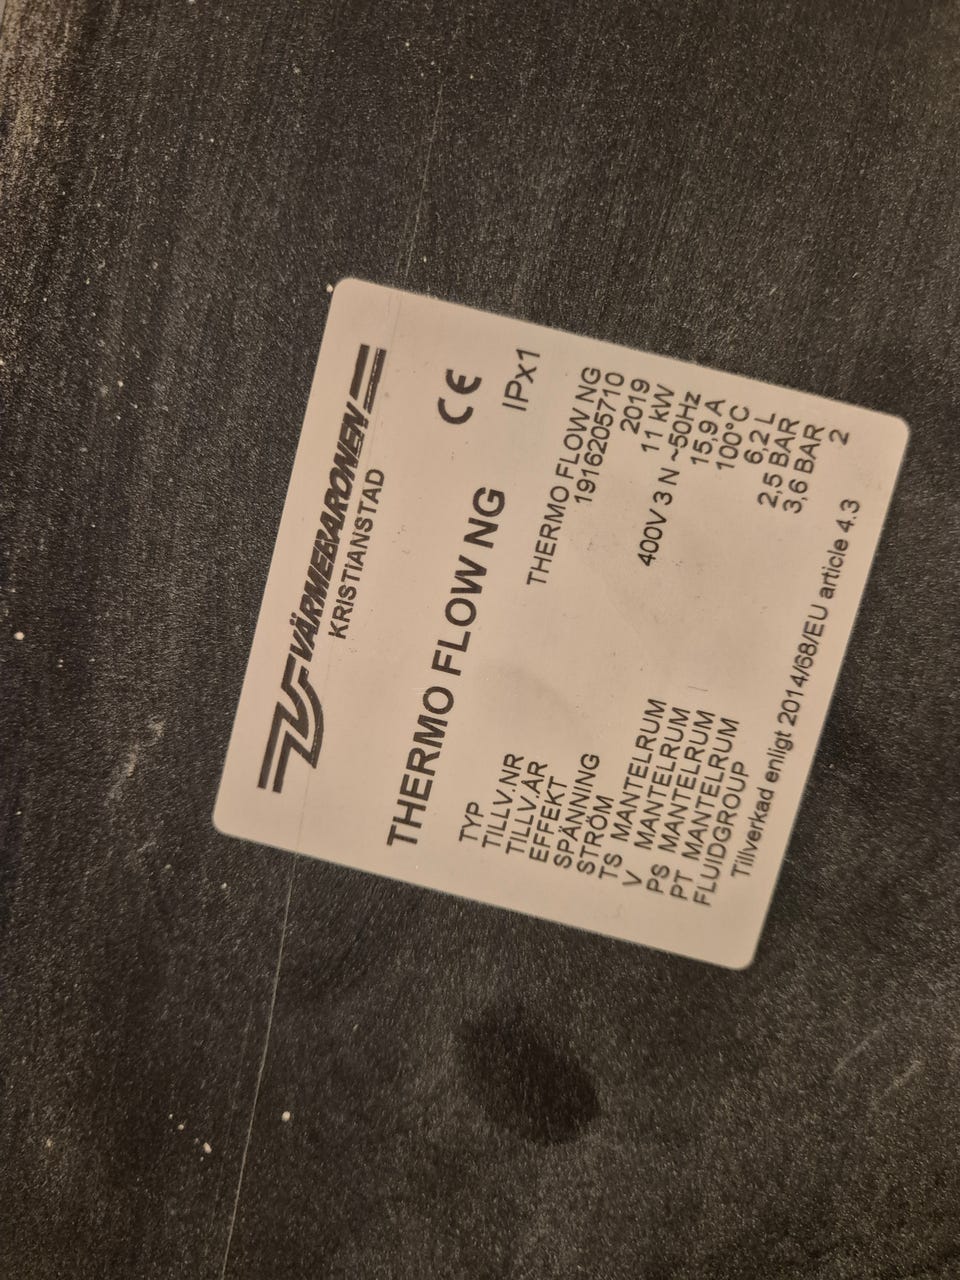 VÄRMEBARONEN
KRISTIANSTAD
THERMO FLOW NG
CE
IPx1
TYP THERMO FLOW NG
TILLV.NR 1916205710
TILLV.ÅR 2019
EFFEKT 11 kW
SPÄNNING 400V 3 N ~50Hz
STRÖM 15,9 A
TS MANTELRUM 100°C
V MANTELRUM 6,2 L
PS MANTELRUM 2,5 BAR
PT MANTELRUM 3,6 BAR
FLUIDGROUP 2
Tillverkad enligt 2014/68/EU article 4.3